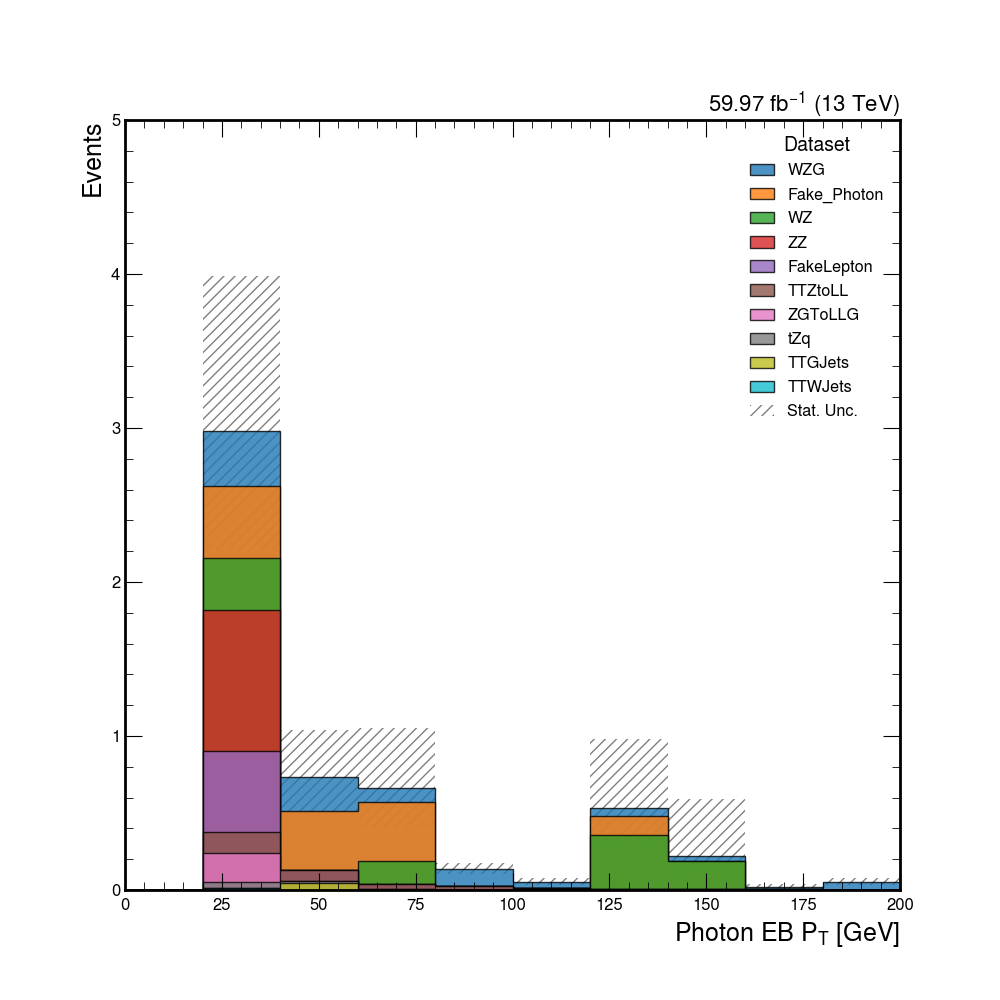 59.97 fb⁻¹ (13 TeV)
Events
5
4
3
2
1
0
Dataset
WZG
Fake_Photon
WZ
ZZ
FakeLepton
TTZtoLL
ZGToLLG
tZq
TTGJets
TTWJets
Stat. Unc.
0 25 50 75 100 125 150 175 200
Photon EB P_T [GeV]